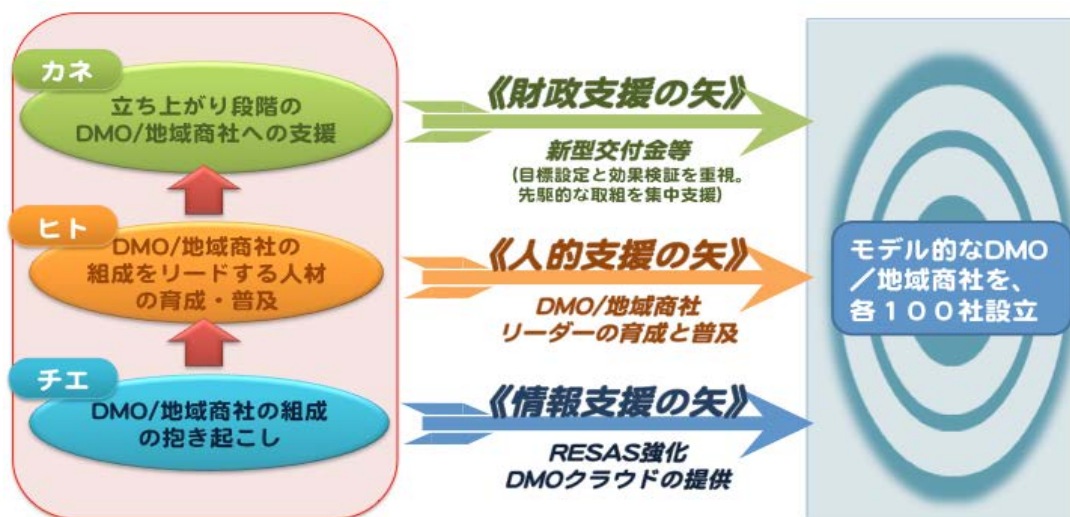 カネ
立ち上がり段階の
DMO/地域商社への支援
《財政支援の矢》
新型交付金等
(目標設定と効果検証を重視。
先駆的な取組を集中支援)
ヒト
DMO/地域商社の
組成をリードする人材
の育成・普及
《人的支援の矢》
DMO/地域商社
リーダーの育成と普及
チエ
DMO/地域商社の組成
の抱き起こし
《情報支援の矢》
RESAS強化
DMOクラウドの提供
モデル的なDMO
／地域商社を、
各１００社設立